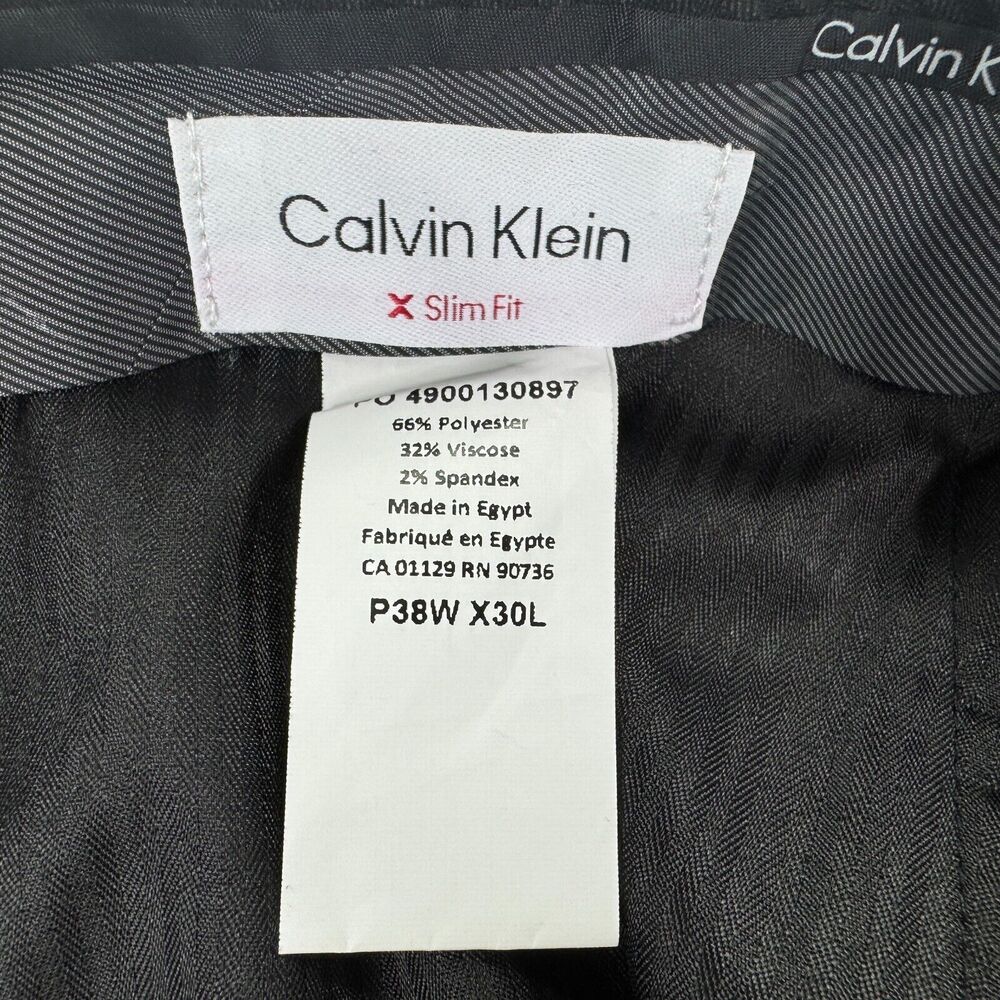 Calvin K
Calvin Klein
X Slim Fit
PO 4900130897
66% Polyester
32% Viscose
2% Spandex
Made in Egypt
Fabriqué en Egypte
CA 01129 RN 90736
P38W X30L